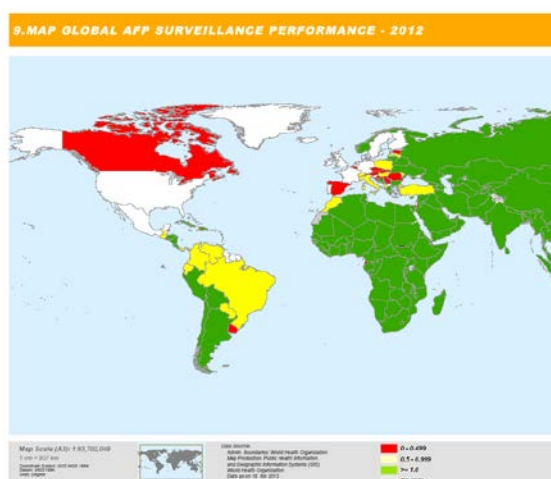 9.MAP GLOBAL AFP SURVEILLANCE PERFORMANCE - 2012
Map Scale (A3): 1:93,702,049
1 cm = 937 km
Data Source:
Admin. Boundaries: World Health Organization
Map Production: Public Health Information
and Geographic Information Systems (GIS)
World Health Organization
0 - 0.499
0.5 - 0.999
>= 1.0